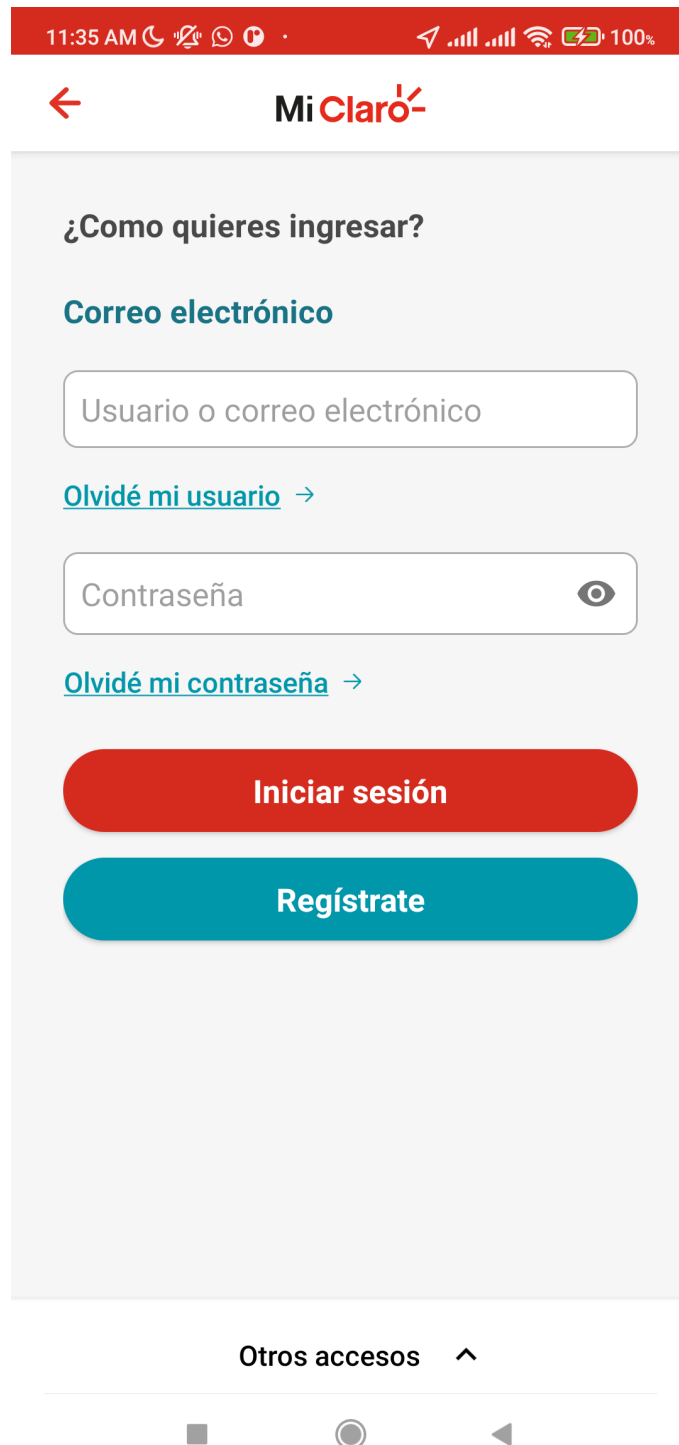 11:35 AM 100%
Mi Claro
¿Como quieres ingresar?
Correo electrónico
Usuario o correo electrónico
Olvidé mi usuario →
Contraseña
Olvidé mi contraseña →
Iniciar sesión
Regístrate
Otros accesos